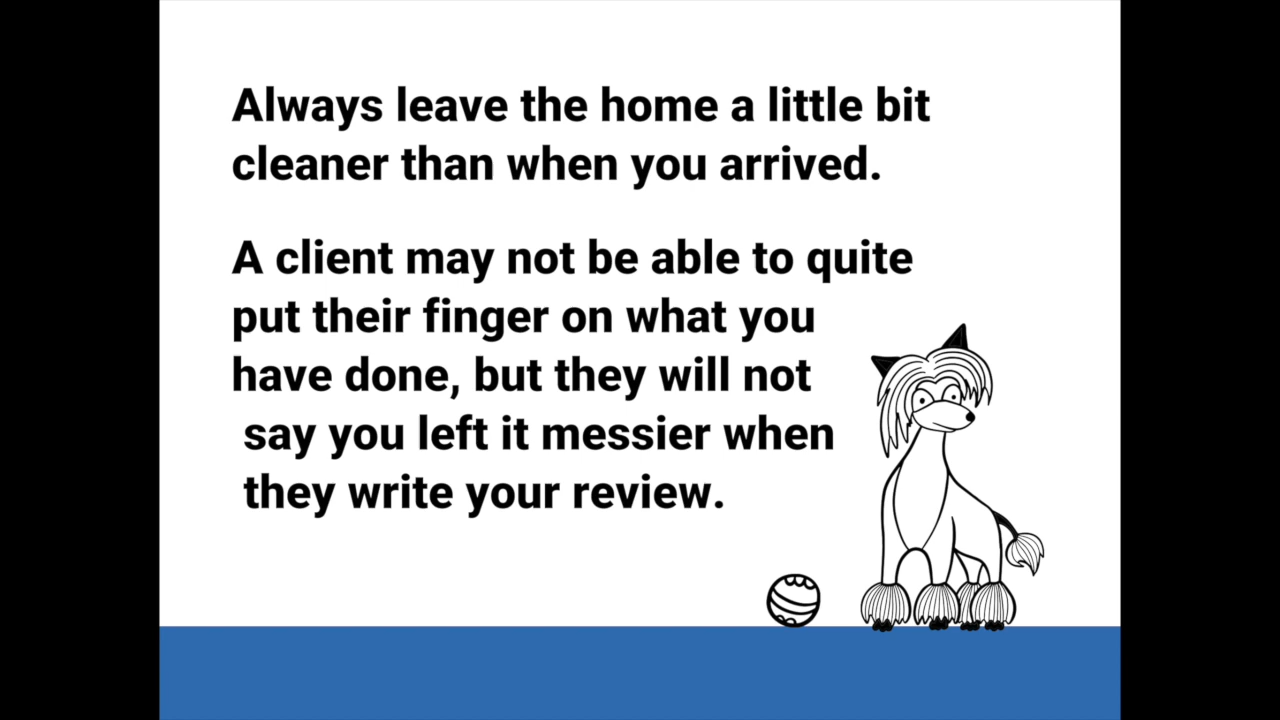 Always leave the home a little bit
cleaner than when you arrived.
A client may not be able to quite
put their finger on what you
have done, but they will not
say you left it messier when
they write your review.